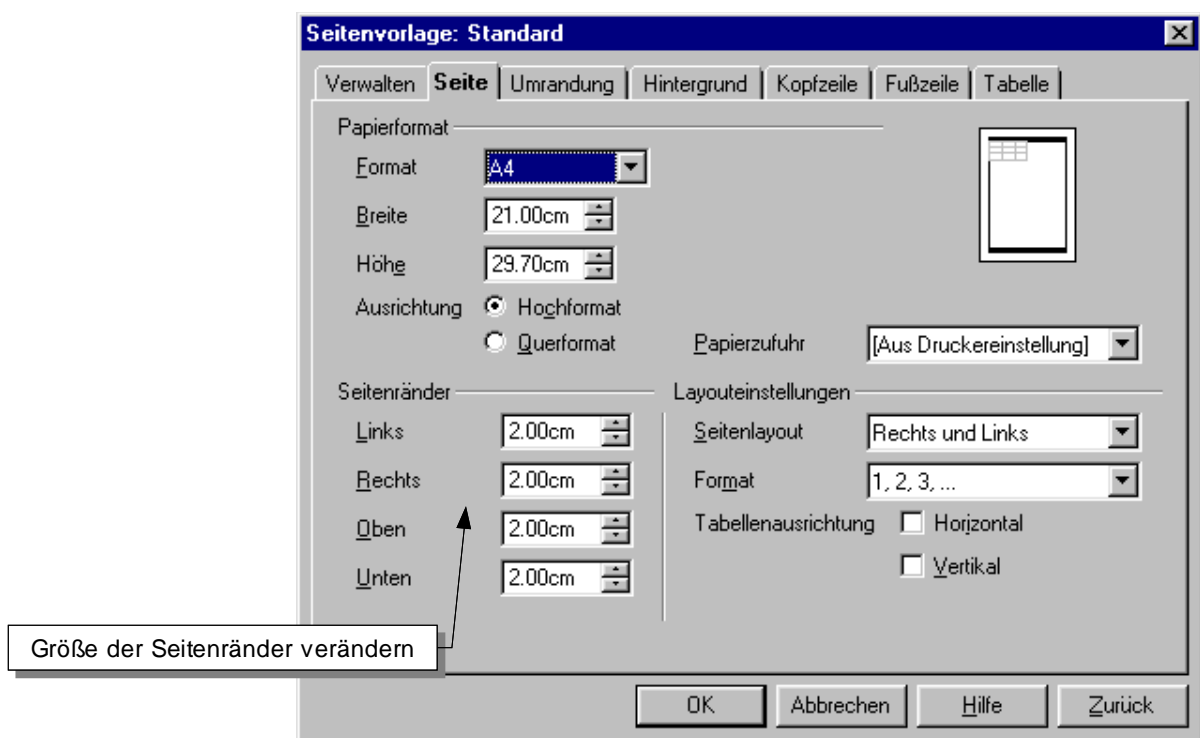 Seitenvorlage: Standard
Verwalten Seite Umrandung Hintergrund Kopfzeile Fußzeile Tabelle
Papierformat
Format A4
Breite 21.00cm
Höhe 29.70cm
Ausrichtung Hochformat
Querformat Papierzufuhr [Aus Druckereinstellung]
Seitenränder Layouteinstellungen
Links 2.00cm Seitenlayout Rechts und Links
Rechts 2.00cm Format 1, 2, 3, ...
Oben 2.00cm Tabellenausrichtung Horizontal
Unten 2.00cm Vertikal
Größe der Seitenränder verändern
OK Abbrechen Hilfe Zurück